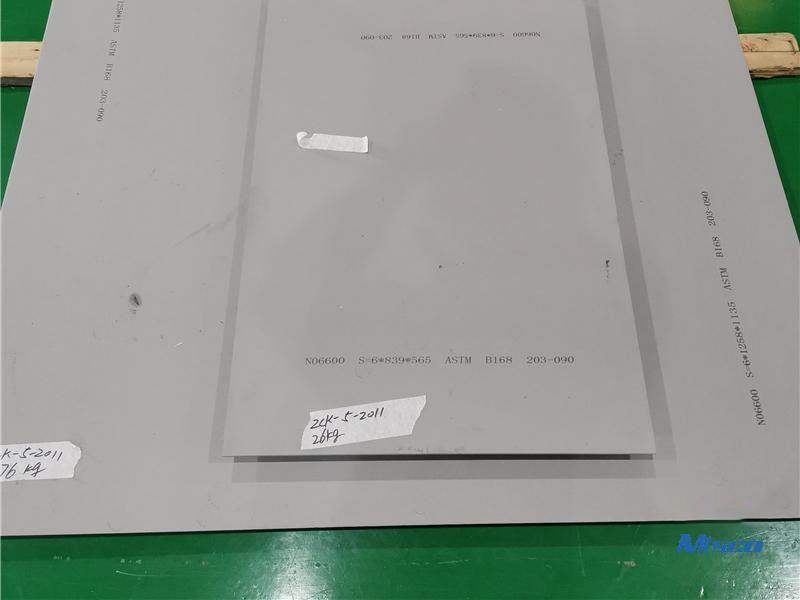 1258*1135 ASTM B168 203-090
N06600 S=6*839*565 ASTM B168 203-090
N06600 S=6*1258*1135 ASTM B168 203-090
N06600 S=6*839*565 ASTM B168 203-090
2CK-5-2011
26kg
K-5-2011
76 kg